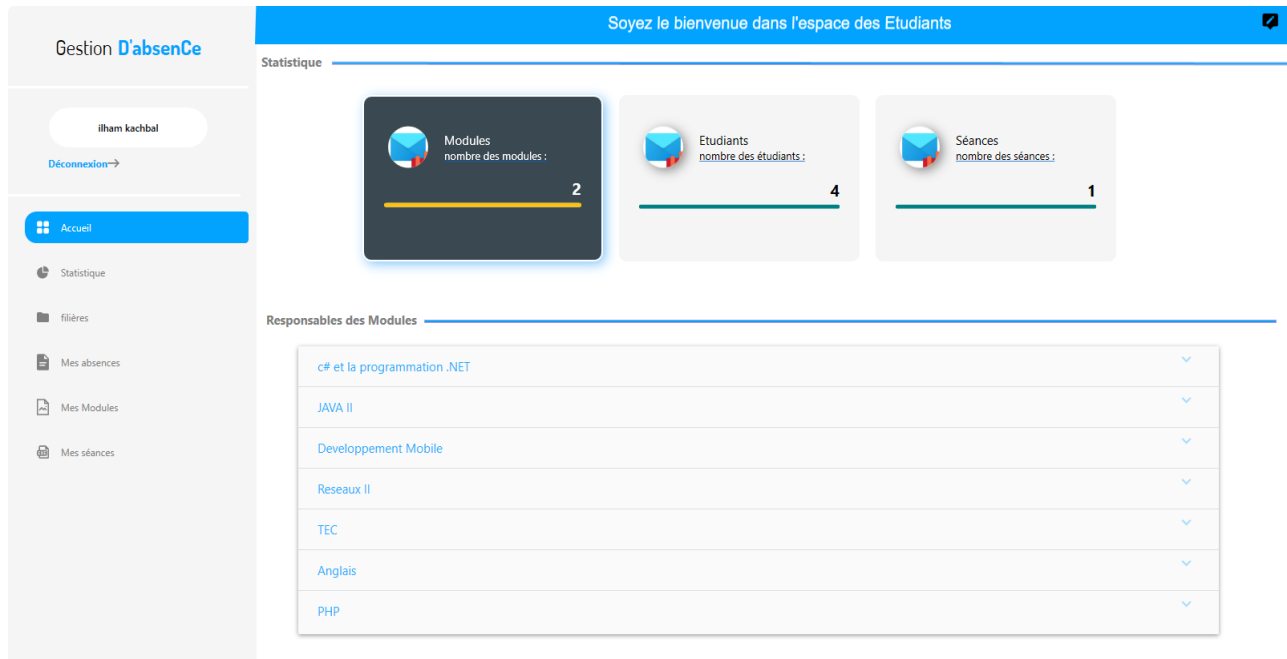 Soyez le bienvenue dans l'espace des Etudiants
Gestion D'absenCe
ilham kachbal
Déconnexion→
Accueil
Statistique
filières
Mes absences
Mes Modules
Mes séances
Statistique
Modules
nombre des modules :
2
Etudiants
nombre des étudiants :
4
Séances
nombre des séances :
1
Responsables des Modules
c# et la programmation .NET
JAVA II
Developpement Mobile
Reseaux II
TEC
Anglais
PHP